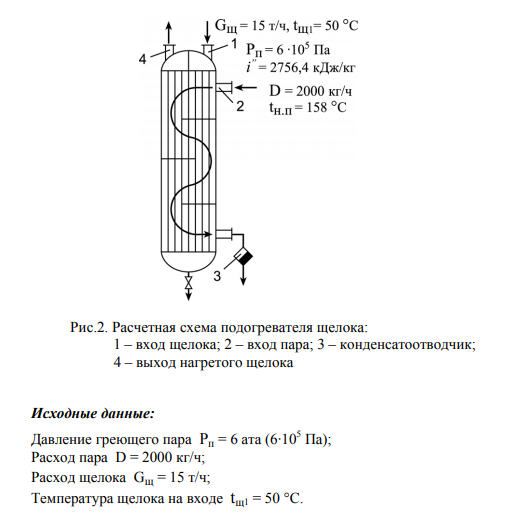 Gщ = 15 т/ч, tщ1= 50 °С
1
4
Pп = 6 ·10⁵ Па
i″ = 2756,4 кДж/кг
D = 2000 кг/ч
2
tн.п = 158 °С
3
Рис.2. Расчетная схема подогревателя щелока:
1 – вход щелока; 2 – вход пара; 3 – конденсатоотводчик;
4 – выход нагретого щелока
Исходные данные:
Давление греющего пара Рп = 6 ата (6·10⁵ Па);
Расход пара D = 2000 кг/ч;
Расход щелока Gщ = 15 т/ч;
Температура щелока на входе tщ1 = 50 °С.